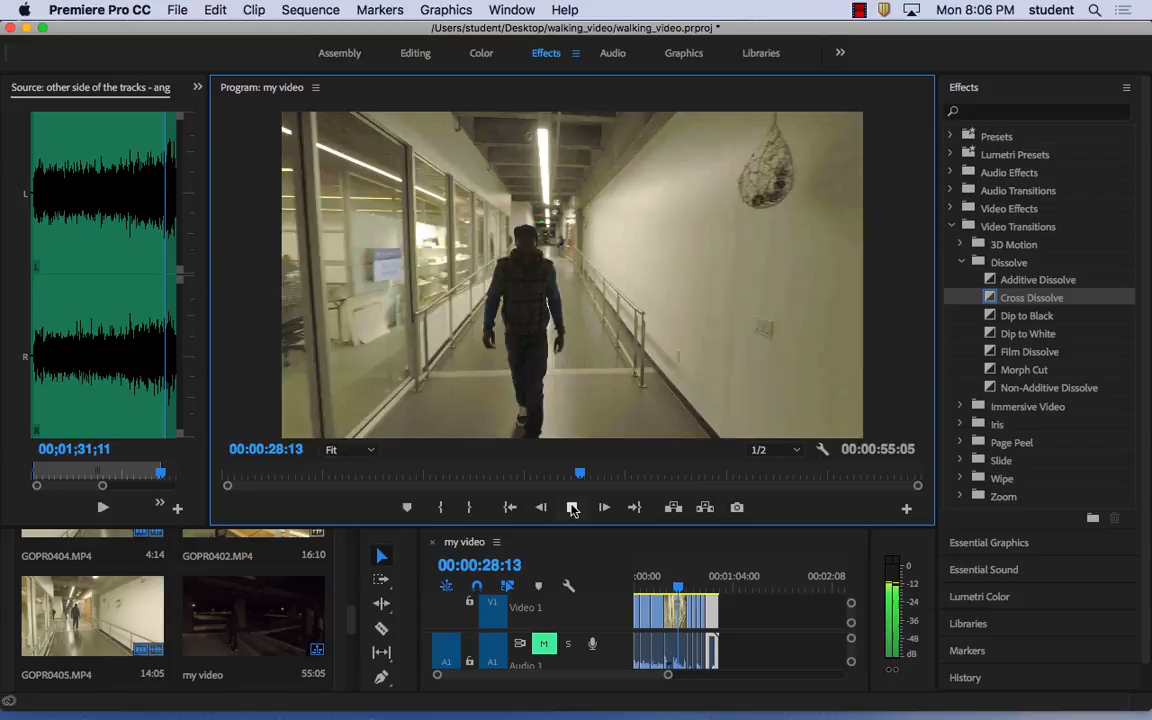 Premiere Pro CC File Edit Clip Sequence Markers Graphics Window Help Mon 8:06 PM student
/Users/student/Desktop/walking_video/walking_video.prproj *
Assembly Editing Color Effects Audio Graphics Libraries
Source: other side of the tracks - ang
Program: my video
Effects
Presets
Lumetri Presets
Audio Effects
Audio Transitions
Video Effects
Video Transitions
3D Motion
Dissolve
Additive Dissolve
Cross Dissolve
Dip to Black
Dip to White
Film Dissolve
Morph Cut
Non-Additive Dissolve
Immersive Video
Iris
Page Peel
Slide
Wipe
Zoom
L
L
R
R
00;01;31;11
00:00:28:13 Fit 1/2 00:00:55:05
GOPR0404.MP4 4:14 GOPR0402.MP4 16:10
GOPR0405.MP4 14:05 my video 55:05
my video
00:00:28:13
:00:00 00:01:04:00 00:02:08
V1 Video 1
A1 A1 M S Audio 1
0
-12
-24
-36
-48
dB
Essential Graphics
Essential Sound
Lumetri Color
Libraries
Markers
History